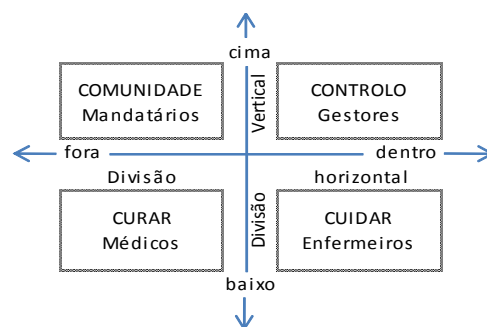 cima
COMUNIDADE
Mandatários
Vertical
CONTROLO
Gestores
fora
dentro
Divisão
horizontal
CURAR
Médicos
Divisão
CUIDAR
Enfermeiros
baixo